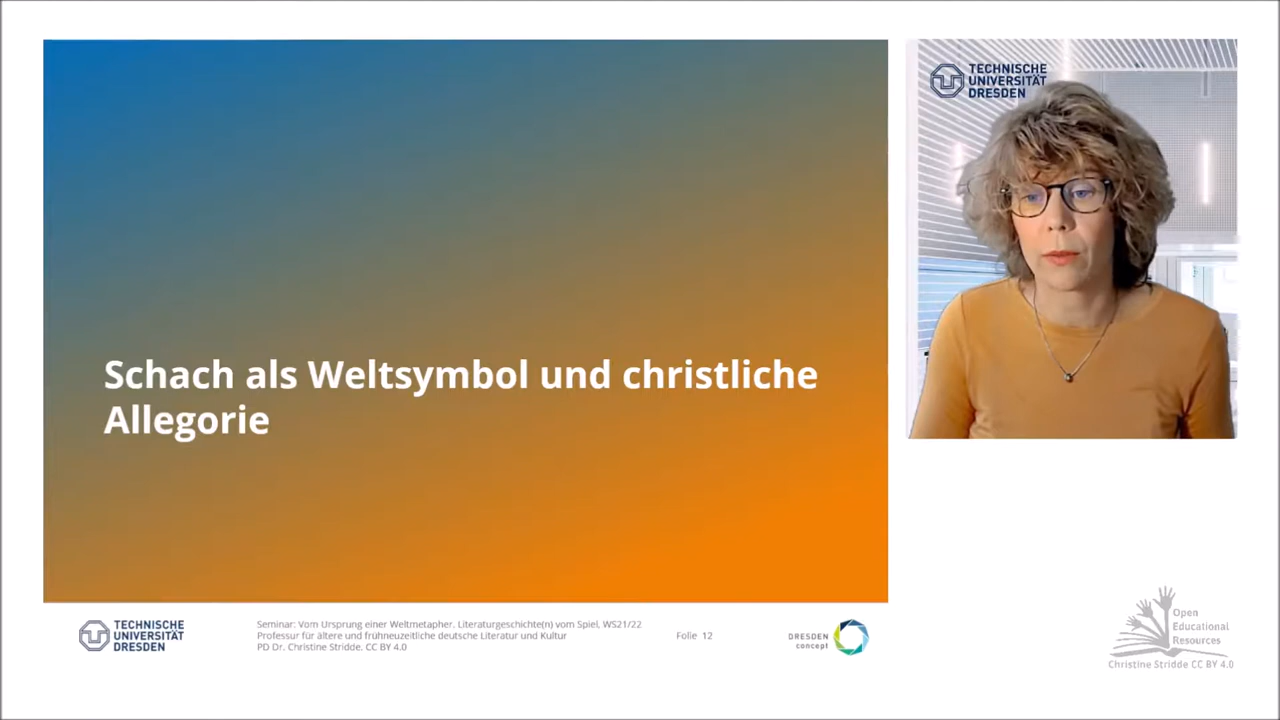 Schach als Weltsymbol und christliche
Allegorie
TECHNISCHE
UNIVERSITÄT
DRESDEN
TECHNISCHE
UNIVERSITÄT
DRESDEN
Seminar: Vom Ursprung einer Weltmetapher. Literaturgeschichte(n) vom Spiel, WS21/22
Professur für ältere und frühneuzeitliche deutsche Literatur und Kultur
PD Dr. Christine Stridde. CC BY 4.0
Folie 12
DRESDEN
concept
Open
Educational
Resources
Christine Stridde CC BY 4.0